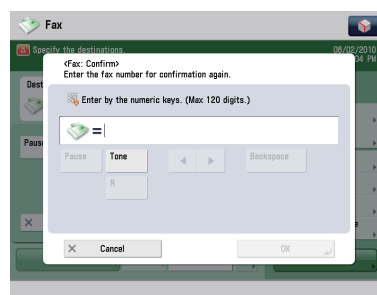 Fax
Specify the destinations.
08/02/2010
04 PM
<Fax: Confirm>
Enter the fax number for confirmation again.
Dest
Enter by the numeric keys. (Max 120 digits.)
=
Paus
Pause
Tone
Backspace
R
Cancel
OK